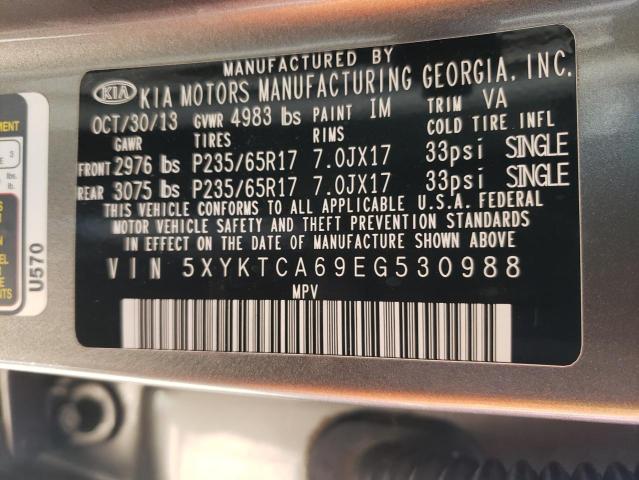 MANUFACTURED BY
KIA KIA MOTORS MANUFACTURING GEORGIA, INC.
OCT/30/13 GVWR 4983 lbs PAINT IM TRIM VA
GAWR TIRES RIMS COLD TIRE INFL
FRONT 2976 lbs P235/65R17 7.0JX17 33psi SINGLE
REAR 3075 lbs P235/65R17 7.0JX17 33psi SINGLE
THIS VEHICLE CONFORMS TO ALL APPLICABLE U.S.A. FEDERAL
MOTOR VEHICLE SAFETY AND THEFT PREVENTION STANDARDS
IN EFFECT ON THE DATE OF MANUFACTURE SHOWN ABOVE
VIN 5XYKTCA69EG530988
MPV
U570